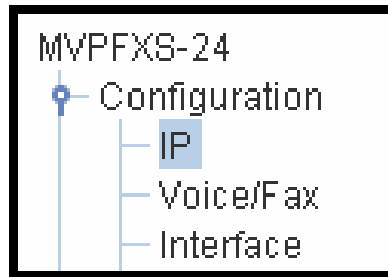 MVPFXS-24
Configuration
IP
Voice/Fax
Interface